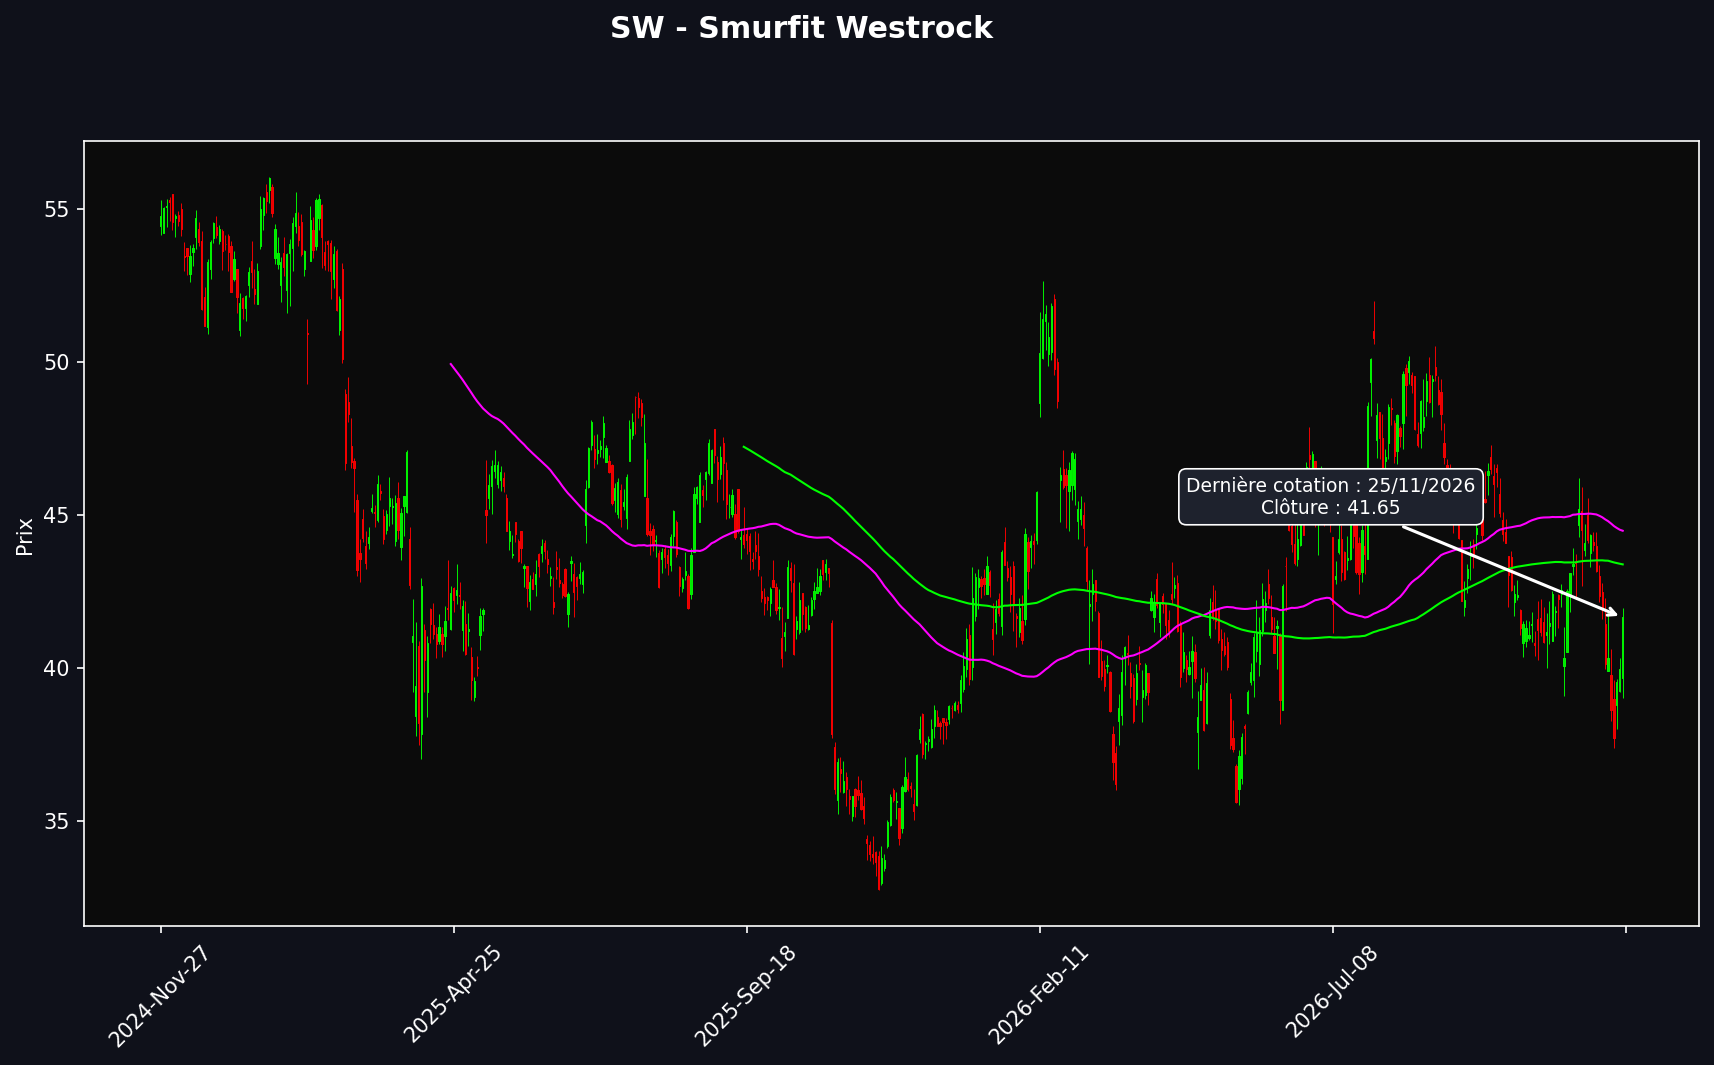 SW - Smurfit Westrock
Prix
55
50
45
40
35
Dernière cotation : 25/11/2026
Clôture : 41.65
2024-Nov-27
2025-Apr-25
2025-Sep-18
2026-Feb-11
2026-Jul-08